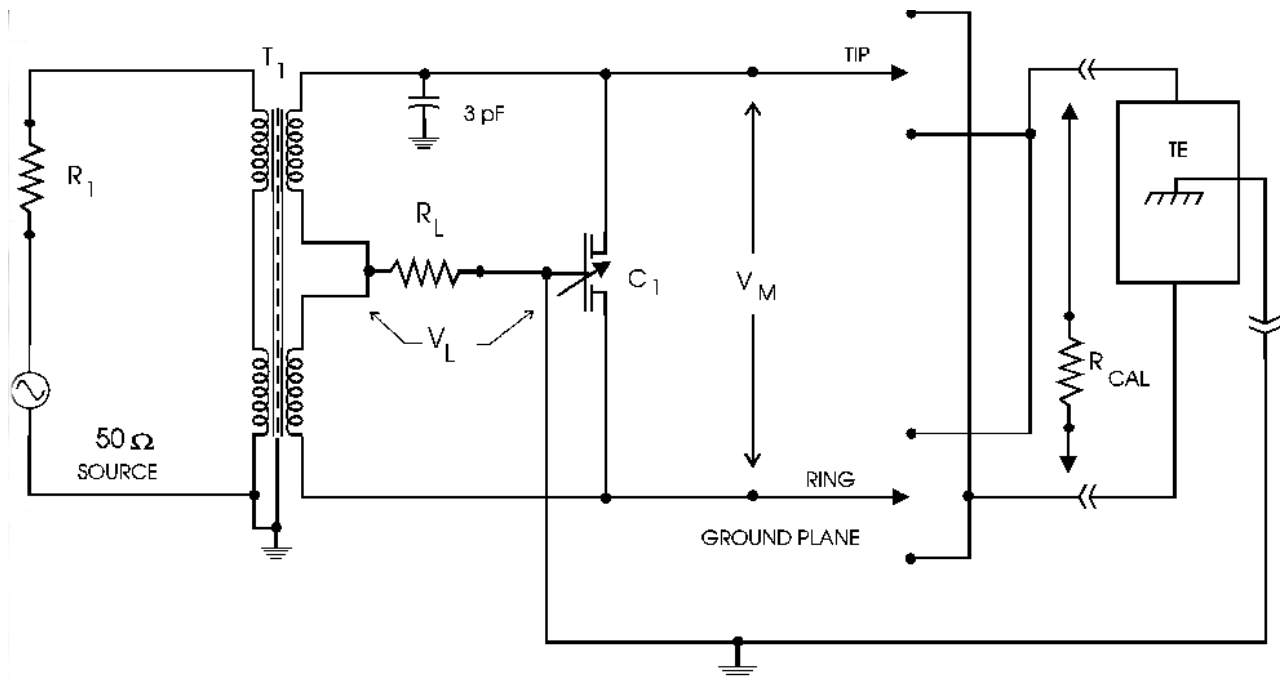 T1
TIP
3 pF
TE
R1
RL
C1
VM
VL
RCAL
50 Ω
SOURCE
RING
GROUND PLANE